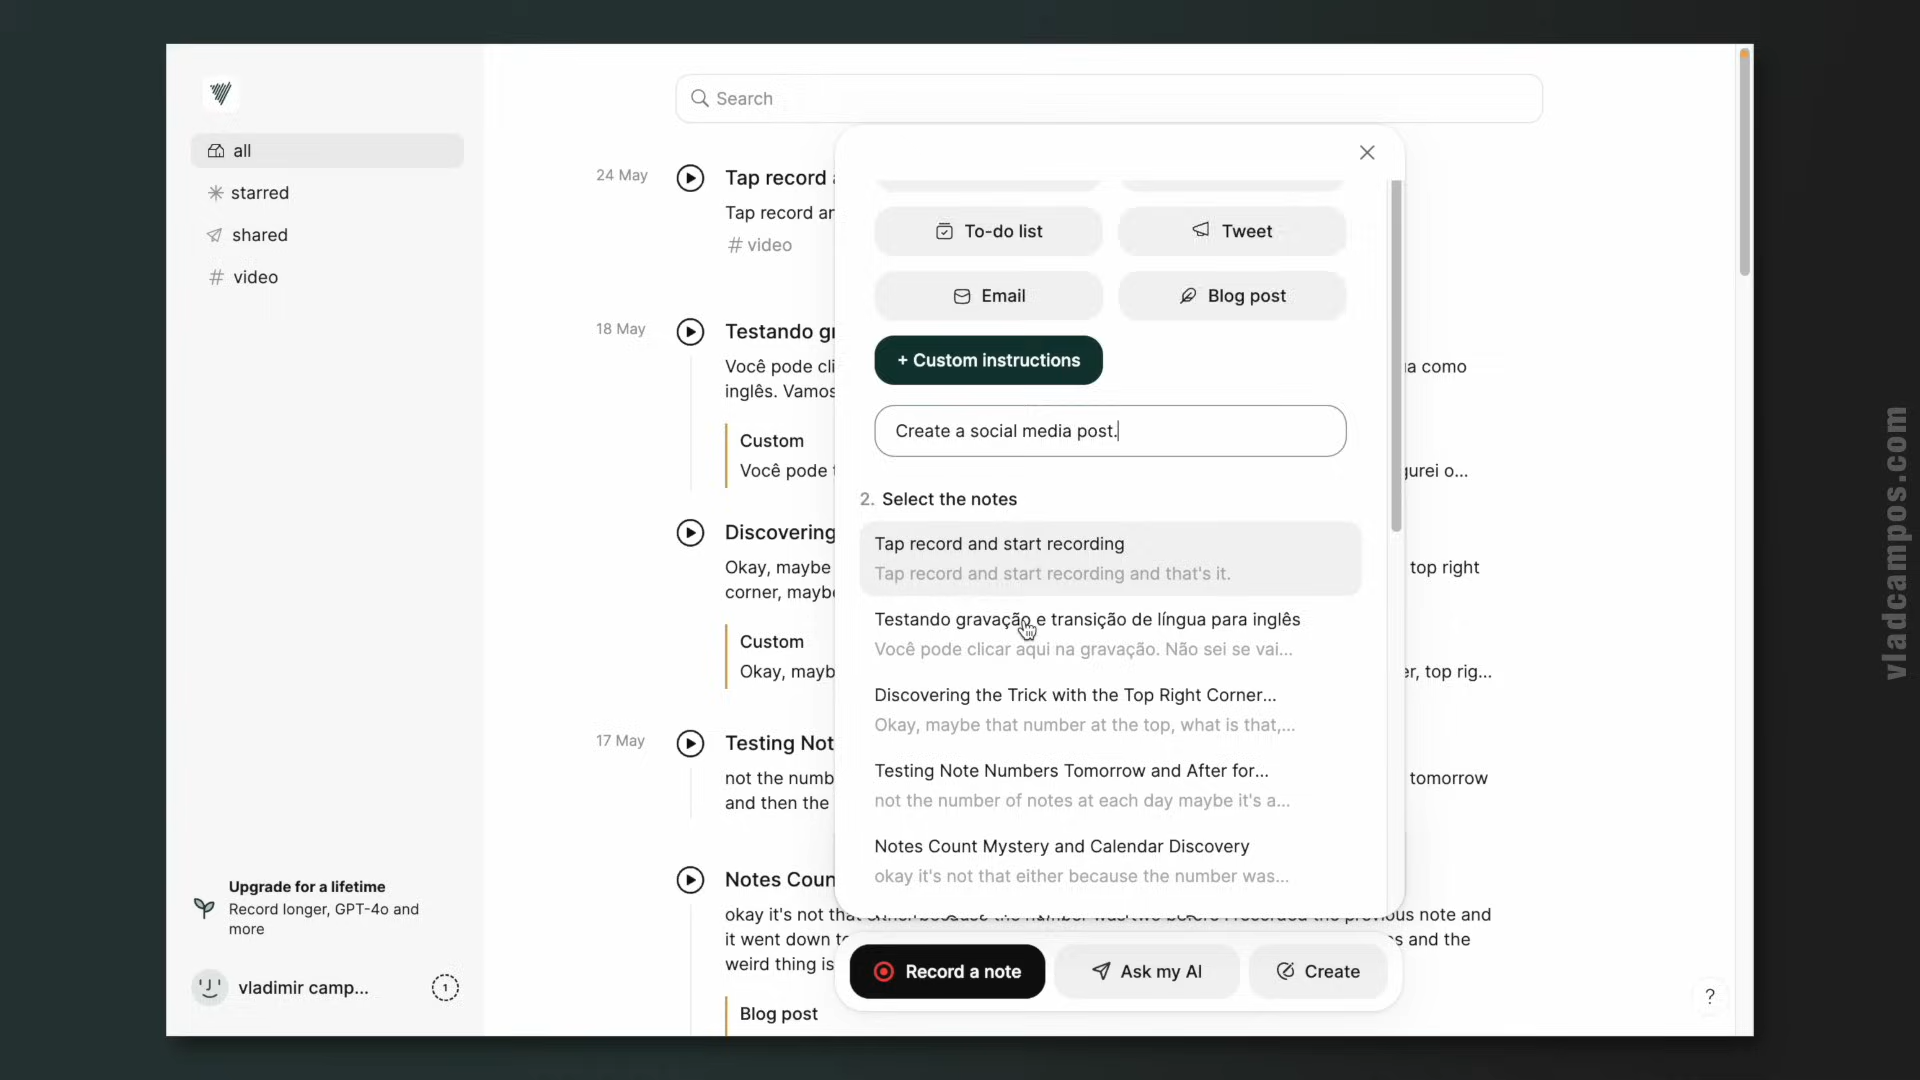 all
starred
shared
# video
Upgrade for a lifetime
Record longer, GPT-4o and
more
vladimir camp...
1
Search
24 May
Tap record
Tap record ar
# video
18 May
Testando gr
Você pode cli
a como
inglês. Vamos
Custom
Você pode
gurei o...
Discovering
Okay, maybe
top right
corner, maybe
Custom
Okay, mayb
er, top rig...
17 May
Testing Not
not the numb
tomorrow
and then the
Notes Coun
okay it's not that
ous note and
it went down to
s and the
weird thing is
Blog post
To-do list
Tweet
Email
Blog post
+ Custom instructions
Create a social media post.
2. Select the notes
Tap record and start recording
Tap record and start recording and that's it.
Testando gravação e transição de língua para inglês
Você pode clicar aqui na gravação. Não sei se vai...
Discovering the Trick with the Top Right Corner...
Okay, maybe that number at the top, what is that,...
Testing Note Numbers Tomorrow and After for...
not the number of notes at each day maybe it's a...
Notes Count Mystery and Calendar Discovery
okay it's not that either because the number was...
Record a note
Ask my AI
Create
?
vladcampos.com